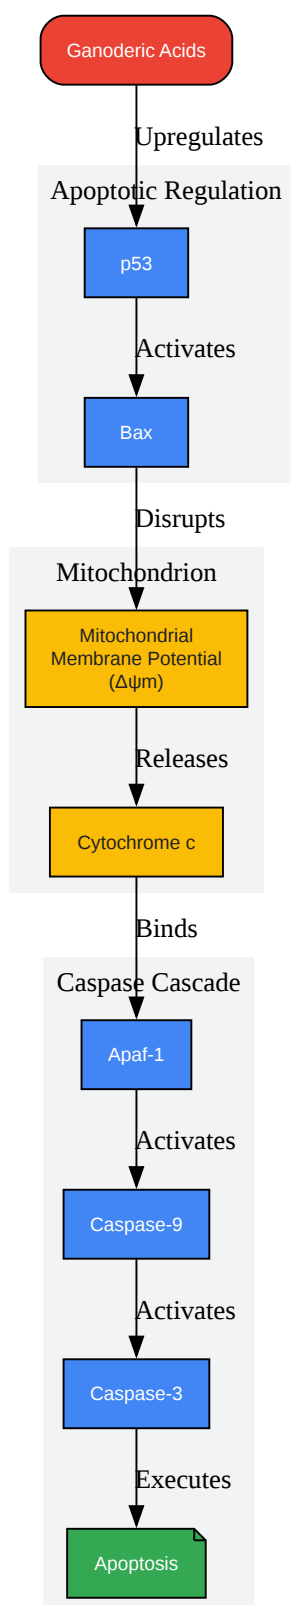 Ganoderic Acids
Upregulates
Apoptotic Regulation
p53
Activates
Bax
Disrupts
Mitochondrion
Mitochondrial
Membrane Potential
(Δψm)
Releases
Cytochrome c
Binds
Caspase Cascade
Apaf-1
Activates
Caspase-9
Activates
Caspase-3
Executes
Apoptosis